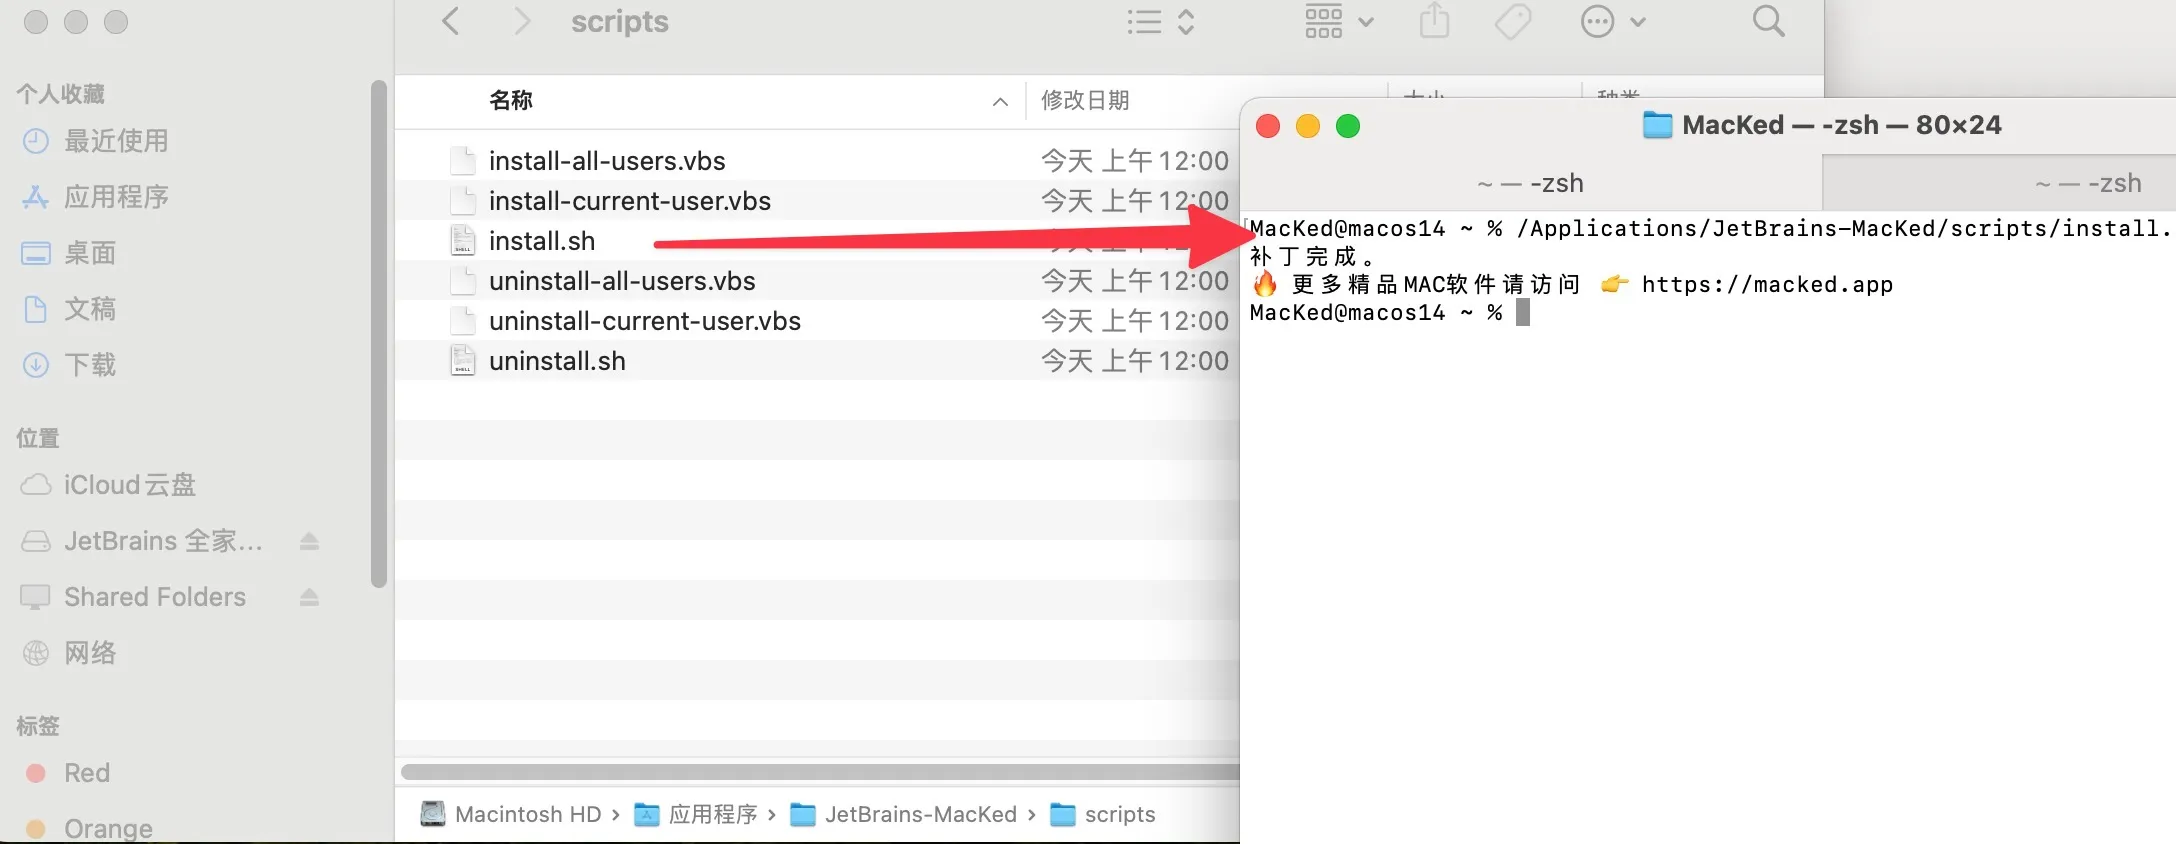 scripts
个人收藏
最近使用
应用程序
桌面
文稿
下载
位置
iCloud云盘
JetBrains 全家...
Shared Folders
网络
标签
Red
Orange
名称
修改日期
大小
种类
install-all-users.vbs
今天 上午12:00
install-current-user.vbs
今天 上午12:00
install.sh
uninstall-all-users.vbs
今天 上午12:00
uninstall-current-user.vbs
今天 上午12:00
uninstall.sh
今天 上午12:00
Macintosh HD › 应用程序 › JetBrains-MacKed › scripts
MacKed — -zsh — 80×24
~ — -zsh
~ — -zsh
MacKed@macos14 ~ % /Applications/JetBrains-MacKed/scripts/install.
补丁完成。
🔥 更多精品MAC软件请访问 👉 https://macked.app
MacKed@macos14 ~ %